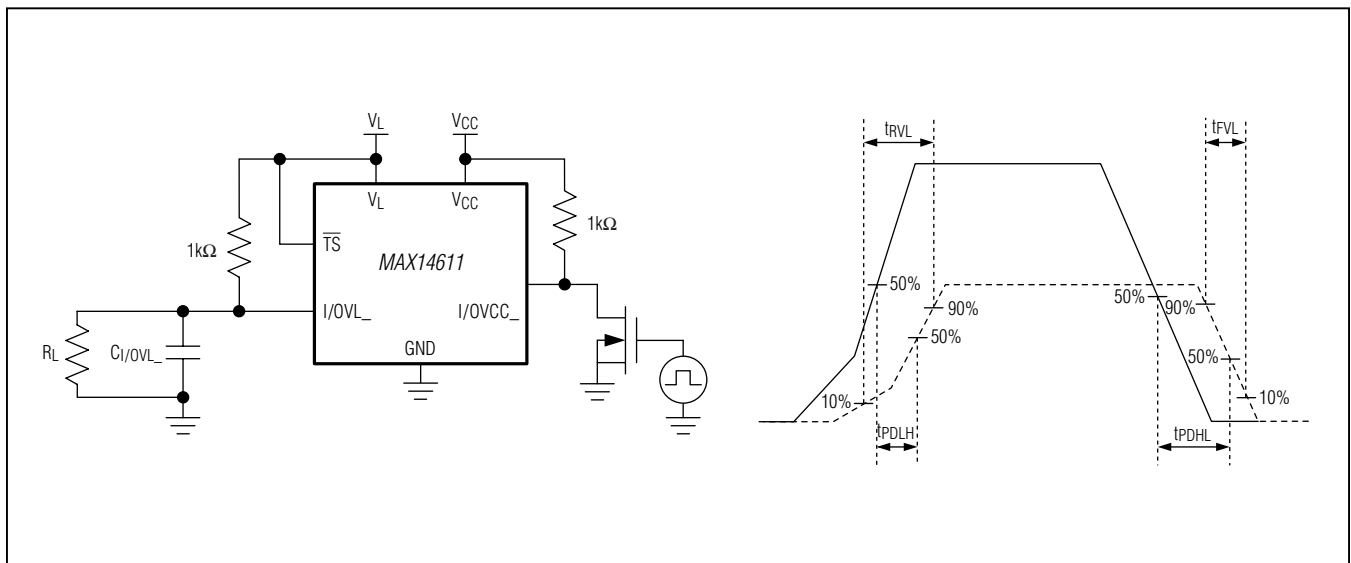 VL
VCC
VL
VCC
1kΩ
1kΩ
TS
MAX14611
I/OVL_
I/OVCC_
GND
RL
CI/OVL_
tRVL
tFVL
50%
90%
50%
10%
tPDLH
50%
90%
50%
10%
tPDHL